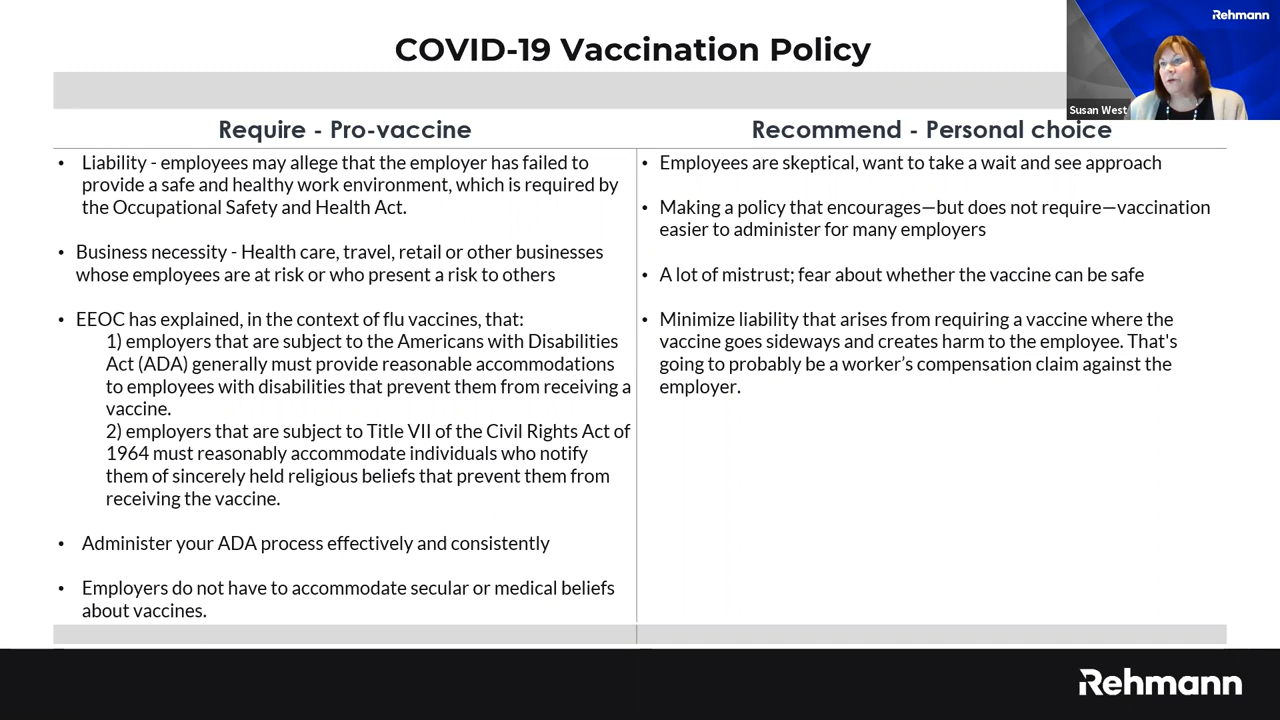 Rehmann
COVID-19 Vaccination Policy
Susan West
Require - Pro-vaccine
• Liability - employees may allege that the employer has failed to
provide a safe and healthy work environment, which is required by
the Occupational Safety and Health Act.
• Business necessity - Health care, travel, retail or other businesses
whose employees are at risk or who present a risk to others
• EEOC has explained, in the context of flu vaccines, that:
1) employers that are subject to the Americans with Disabilities
Act (ADA) generally must provide reasonable accommodations
to employees with disabilities that prevent them from receiving a
vaccine.
2) employers that are subject to Title VII of the Civil Rights Act of
1964 must reasonably accommodate individuals who notify
them of sincerely held religious beliefs that prevent them from
receiving the vaccine.
• Administer your ADA process effectively and consistently
• Employers do not have to accommodate secular or medical beliefs
about vaccines.
Recommend - Personal choice
• Employees are skeptical, want to take a wait and see approach
• Making a policy that encourages—but does not require—vaccination
easier to administer for many employers
• A lot of mistrust; fear about whether the vaccine can be safe
• Minimize liability that arises from requiring a vaccine where the
vaccine goes sideways and creates harm to the employee. That's
going to probably be a worker’s compensation claim against the
employer.
Rehmann